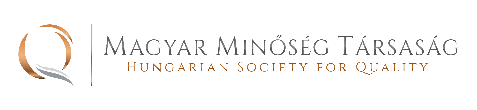 Magyar Minőség Társaság
Hungarian Society for Quality